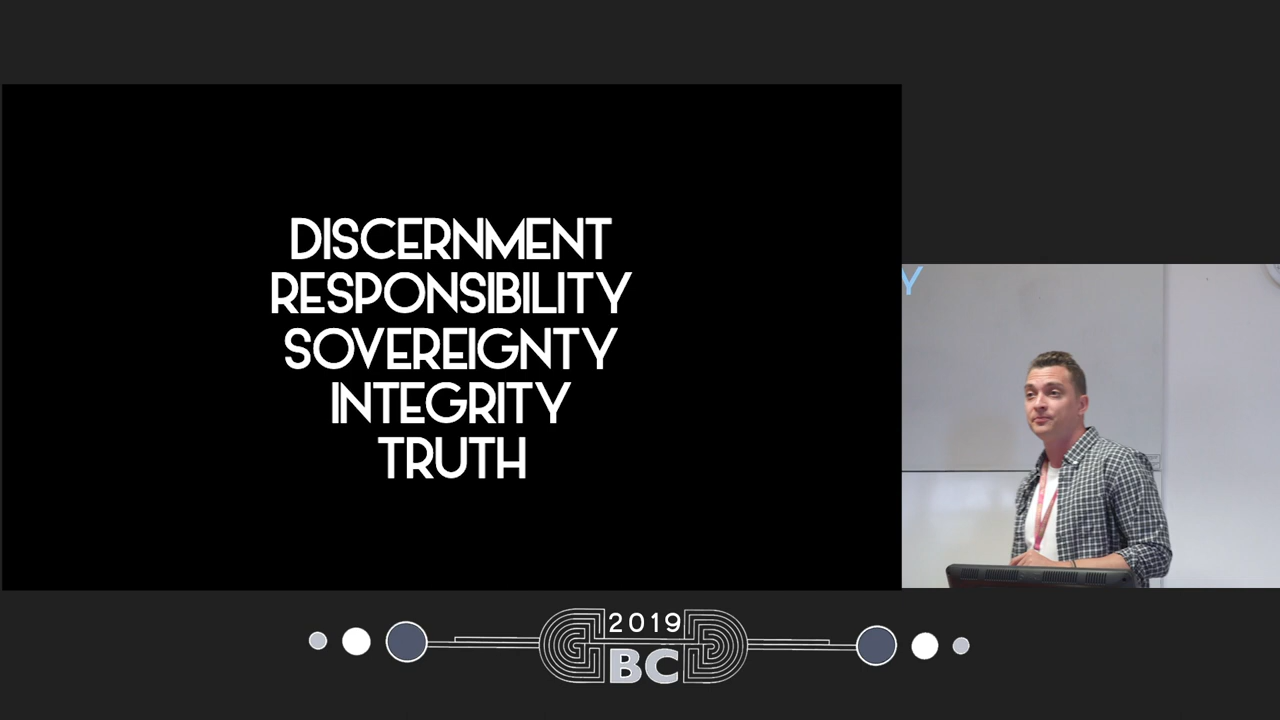 DISCERNMENT
RESPONSIBILITY
SOVEREIGNTY
INTEGRITY
TRUTH
Y
2019
BC